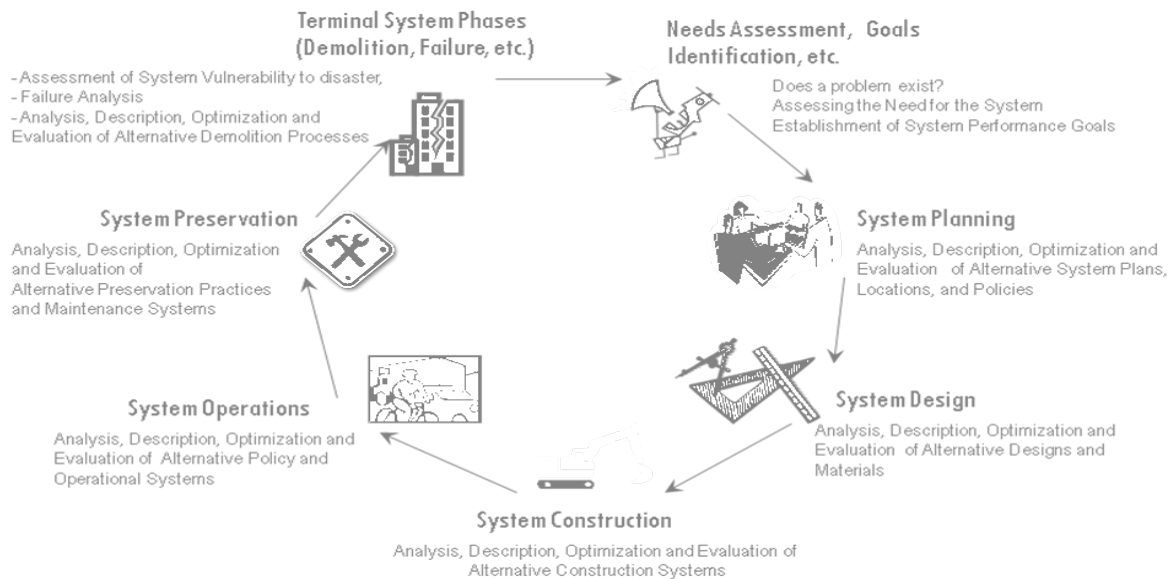 Terminal System Phases
(Demolition, Failure, etc.)
- Assessment of System Vulnerability to disaster,
- Failure Analysis
- Analysis, Description, Optimization and
Evaluation of Alternative Demolition Processes
Needs Assessment, Goals
Identification, etc.
Does a problem exist?
Assessing the Need for the System
Establishment of System Performance Goals
System Planning
Analysis, Description, Optimization and
Evaluation of Alternative System Plans,
Locations, and Policies
System Design
Analysis, Description, Optimization and
Evaluation of Alternative Designs and
Materials
System Construction
Analysis, Description, Optimization and Evaluation of
Alternative Construction Systems
System Operations
Analysis, Description, Optimization and
Evaluation of Alternative Policy and
Operational Systems
System Preservation
Analysis, Description, Optimization
and Evaluation of
Alternative Preservation Practices
and Maintenance Systems